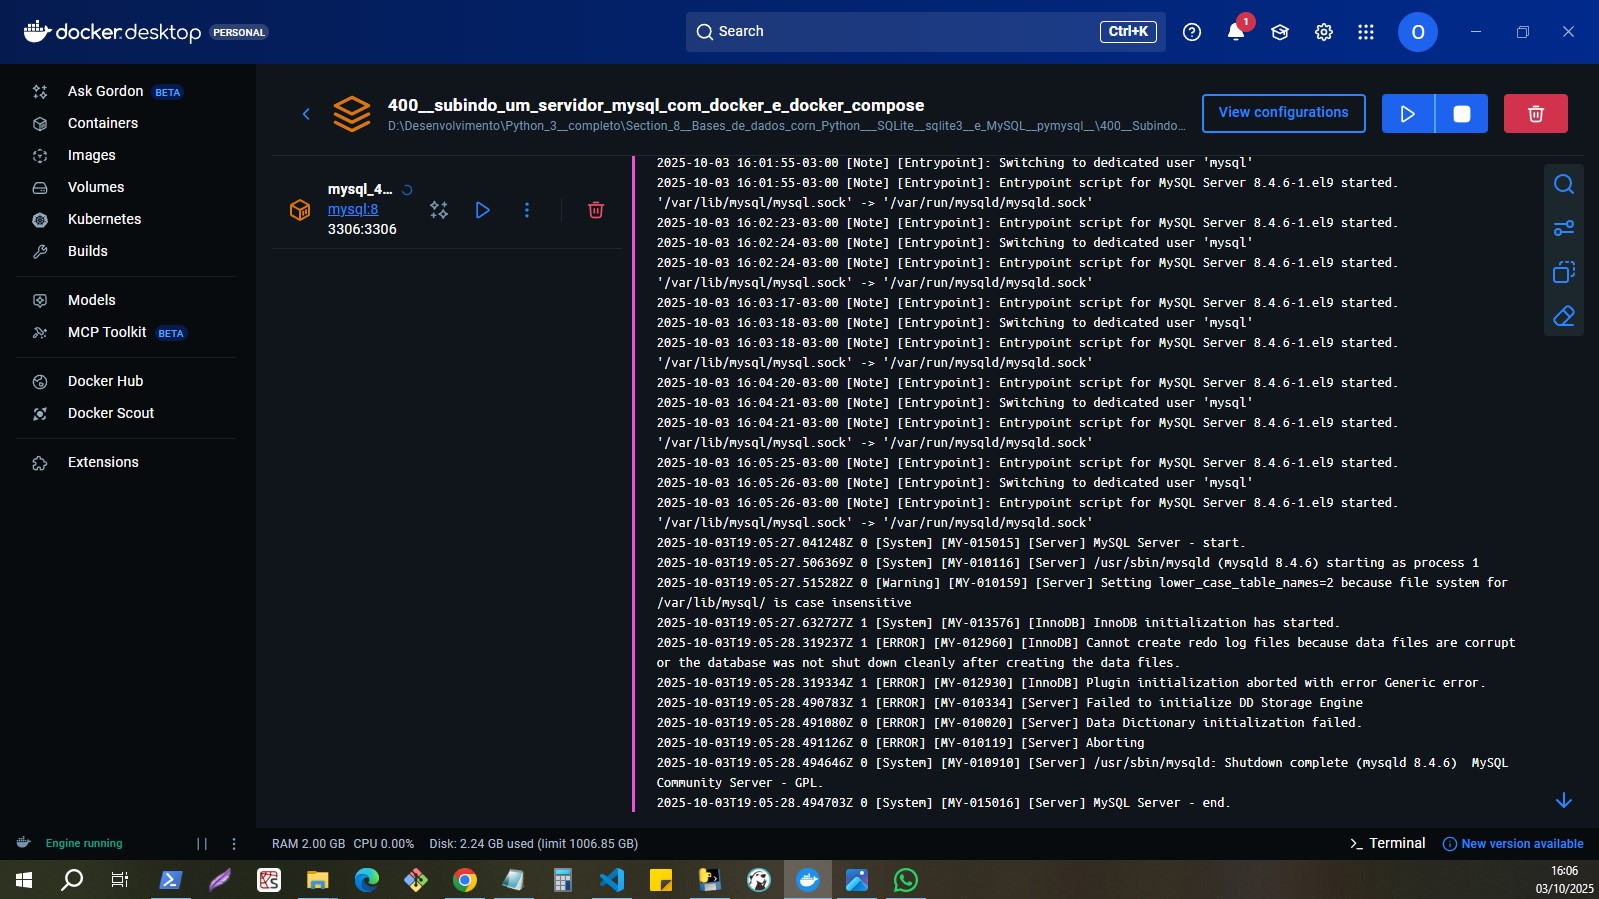 docker.desktop PERSONAL
Search
Ctrl+K
1
O
Ask Gordon BETA
Containers
Images
Volumes
Kubernetes
Builds
Models
MCP Toolkit BETA
Docker Hub
Docker Scout
Extensions
400__subindo_um_servidor_mysql_com_docker_e_docker_compose
D:\Desenvolvimento\Python_3__completo\Section_8__Bases_de_dados_corn_Python___SQLite__sqlite3__e_MySQL__pymysql__\400__Subindo...
View configurations
mysql_4...
mysql:8
3306:3306
2025-10-03 16:01:55-03:00 [Note] [Entrypoint]: Switching to dedicated user 'mysql'
2025-10-03 16:01:55-03:00 [Note] [Entrypoint]: Entrypoint script for MySQL Server 8.4.6-1.el9 started.
'/var/lib/mysql/mysql.sock' -> '/var/run/mysqld/mysqld.sock'
2025-10-03 16:02:23-03:00 [Note] [Entrypoint]: Entrypoint script for MySQL Server 8.4.6-1.el9 started.
2025-10-03 16:02:24-03:00 [Note] [Entrypoint]: Switching to dedicated user 'mysql'
2025-10-03 16:02:24-03:00 [Note] [Entrypoint]: Entrypoint script for MySQL Server 8.4.6-1.el9 started.
'/var/lib/mysql/mysql.sock' -> '/var/run/mysqld/mysqld.sock'
2025-10-03 16:03:17-03:00 [Note] [Entrypoint]: Entrypoint script for MySQL Server 8.4.6-1.el9 started.
2025-10-03 16:03:18-03:00 [Note] [Entrypoint]: Switching to dedicated user 'mysql'
2025-10-03 16:03:18-03:00 [Note] [Entrypoint]: Entrypoint script for MySQL Server 8.4.6-1.el9 started.
'/var/lib/mysql/mysql.sock' -> '/var/run/mysqld/mysqld.sock'
2025-10-03 16:04:20-03:00 [Note] [Entrypoint]: Entrypoint script for MySQL Server 8.4.6-1.el9 started.
2025-10-03 16:04:21-03:00 [Note] [Entrypoint]: Switching to dedicated user 'mysql'
2025-10-03 16:04:21-03:00 [Note] [Entrypoint]: Entrypoint script for MySQL Server 8.4.6-1.el9 started.
'/var/lib/mysql/mysql.sock' -> '/var/run/mysqld/mysqld.sock'
2025-10-03 16:05:25-03:00 [Note] [Entrypoint]: Entrypoint script for MySQL Server 8.4.6-1.el9 started.
2025-10-03 16:05:26-03:00 [Note] [Entrypoint]: Switching to dedicated user 'mysql'
2025-10-03 16:05:26-03:00 [Note] [Entrypoint]: Entrypoint script for MySQL Server 8.4.6-1.el9 started.
'/var/lib/mysql/mysql.sock' -> '/var/run/mysqld/mysqld.sock'
2025-10-03T19:05:27.041248Z 0 [System] [MY-015015] [Server] MySQL Server - start.
2025-10-03T19:05:27.506369Z 0 [System] [MY-010116] [Server] /usr/sbin/mysqld (mysqld 8.4.6) starting as process 1
2025-10-03T19:05:27.515282Z 0 [Warning] [MY-010159] [Server] Setting lower_case_table_names=2 because file system for
/var/lib/mysql/ is case insensitive
2025-10-03T19:05:27.632727Z 1 [System] [MY-013576] [InnoDB] InnoDB initialization has started.
2025-10-03T19:05:28.319237Z 1 [ERROR] [MY-012960] [InnoDB] Cannot create redo log files because data files are corrupt
or the database was not shut down cleanly after creating the data files.
2025-10-03T19:05:28.319334Z 1 [ERROR] [MY-012930] [InnoDB] Plugin initialization aborted with error Generic error.
2025-10-03T19:05:28.490783Z 1 [ERROR] [MY-010334] [Server] Failed to initialize DD Storage Engine
2025-10-03T19:05:28.491080Z 0 [ERROR] [MY-010020] [Server] Data Dictionary initialization failed.
2025-10-03T19:05:28.491126Z 0 [ERROR] [MY-010119] [Server] Aborting
2025-10-03T19:05:28.494646Z 0 [System] [MY-010910] [Server] /usr/sbin/mysqld: Shutdown complete (mysqld 8.4.6)  MySQL
Community Server - GPL.
2025-10-03T19:05:28.494703Z 0 [System] [MY-015016] [Server] MySQL Server - end.
Engine running
RAM 2.00 GB CPU 0.00% Disk: 2.24 GB used (limit 1006.85 GB)
Terminal
New version available
16:06
03/10/2025